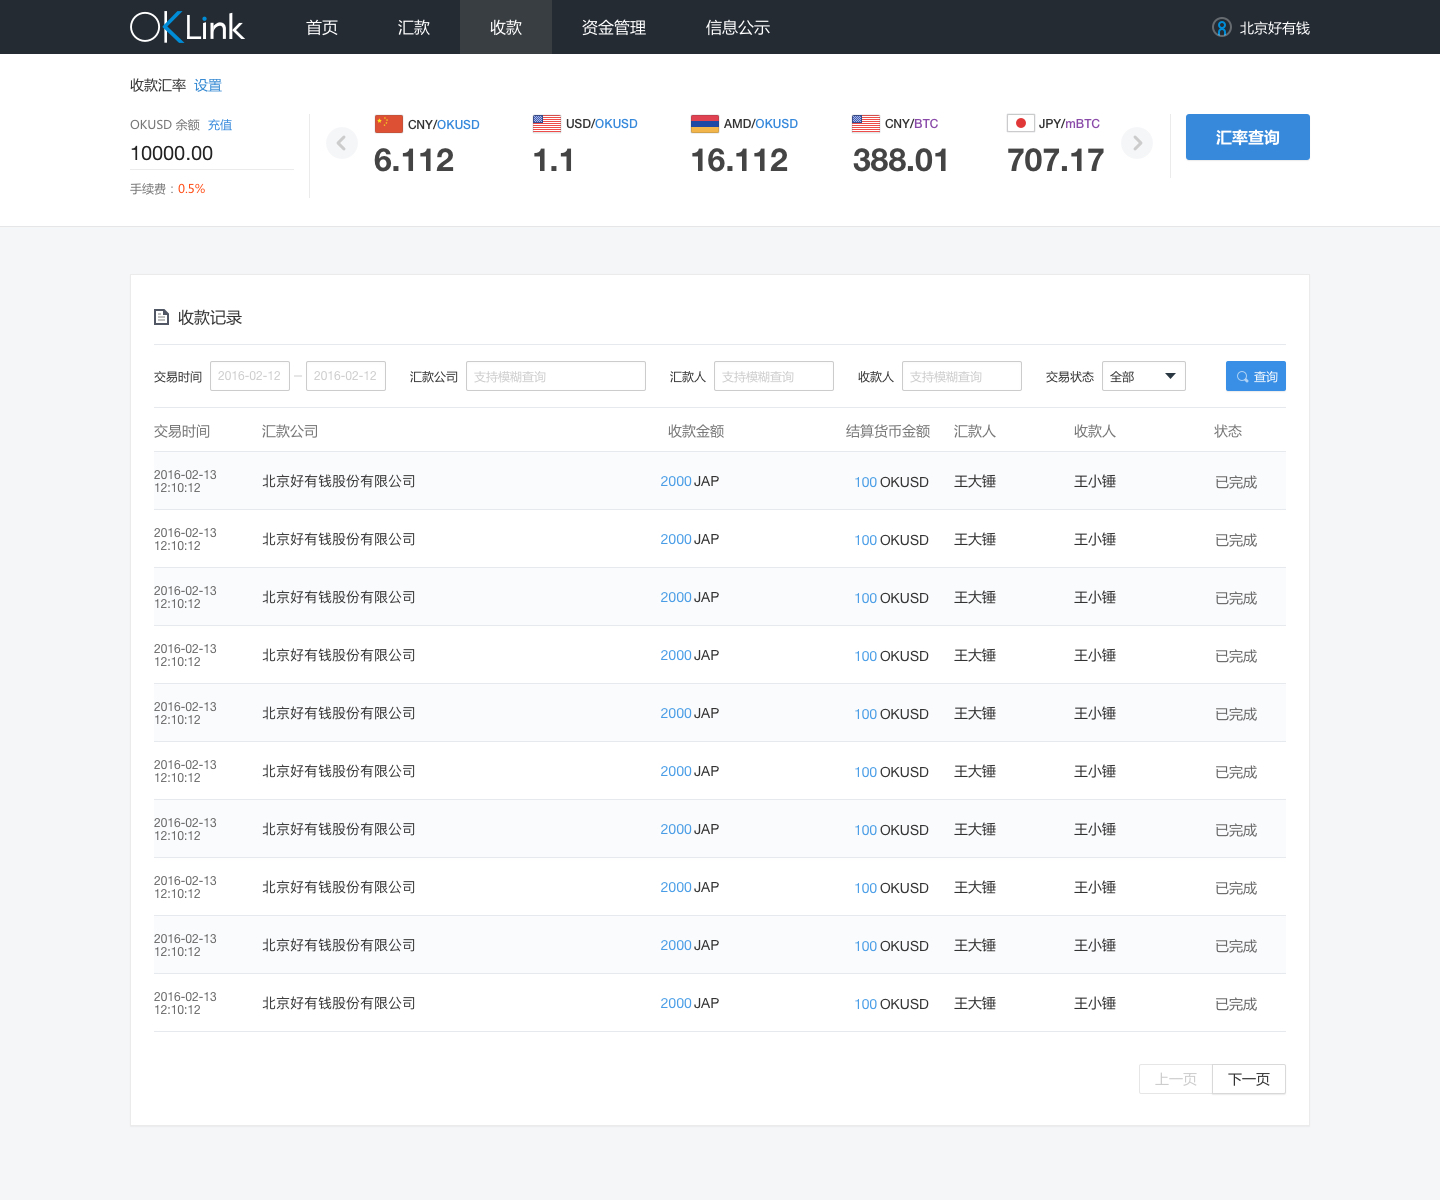 OKLink 首页 汇款 收款 资金管理 信息公示 北京好有钱
收款汇率 设置
OKUSD 余额 充值
10000.00
手续费：0.5%
CNY/OKUSD USD/OKUSD AMD/OKUSD CNY/BTC JPY/mBTC
6.112 1.1 16.112 388.01 707.17
汇率查询
收款记录
交易时间 2016-02-12 – 2016-02-12 汇款公司 支持模糊查询 汇款人 支持模糊查询 收款人 支持模糊查询 交易状态 全部 查询
交易时间 汇款公司 收款金额 结算货币金额 汇款人 收款人 状态
2016-02-13
12:10:12 北京好有钱股份有限公司 2000 JAP 100 OKUSD 王大锤 王小锤 已完成
2016-02-13
12:10:12 北京好有钱股份有限公司 2000 JAP 100 OKUSD 王大锤 王小锤 已完成
2016-02-13
12:10:12 北京好有钱股份有限公司 2000 JAP 100 OKUSD 王大锤 王小锤 已完成
2016-02-13
12:10:12 北京好有钱股份有限公司 2000 JAP 100 OKUSD 王大锤 王小锤 已完成
2016-02-13
12:10:12 北京好有钱股份有限公司 2000 JAP 100 OKUSD 王大锤 王小锤 已完成
2016-02-13
12:10:12 北京好有钱股份有限公司 2000 JAP 100 OKUSD 王大锤 王小锤 已完成
2016-02-13
12:10:12 北京好有钱股份有限公司 2000 JAP 100 OKUSD 王大锤 王小锤 已完成
2016-02-13
12:10:12 北京好有钱股份有限公司 2000 JAP 100 OKUSD 王大锤 王小锤 已完成
2016-02-13
12:10:12 北京好有钱股份有限公司 2000 JAP 100 OKUSD 王大锤 王小锤 已完成
2016-02-13
12:10:12 北京好有钱股份有限公司 2000 JAP 100 OKUSD 王大锤 王小锤 已完成
上一页 下一页